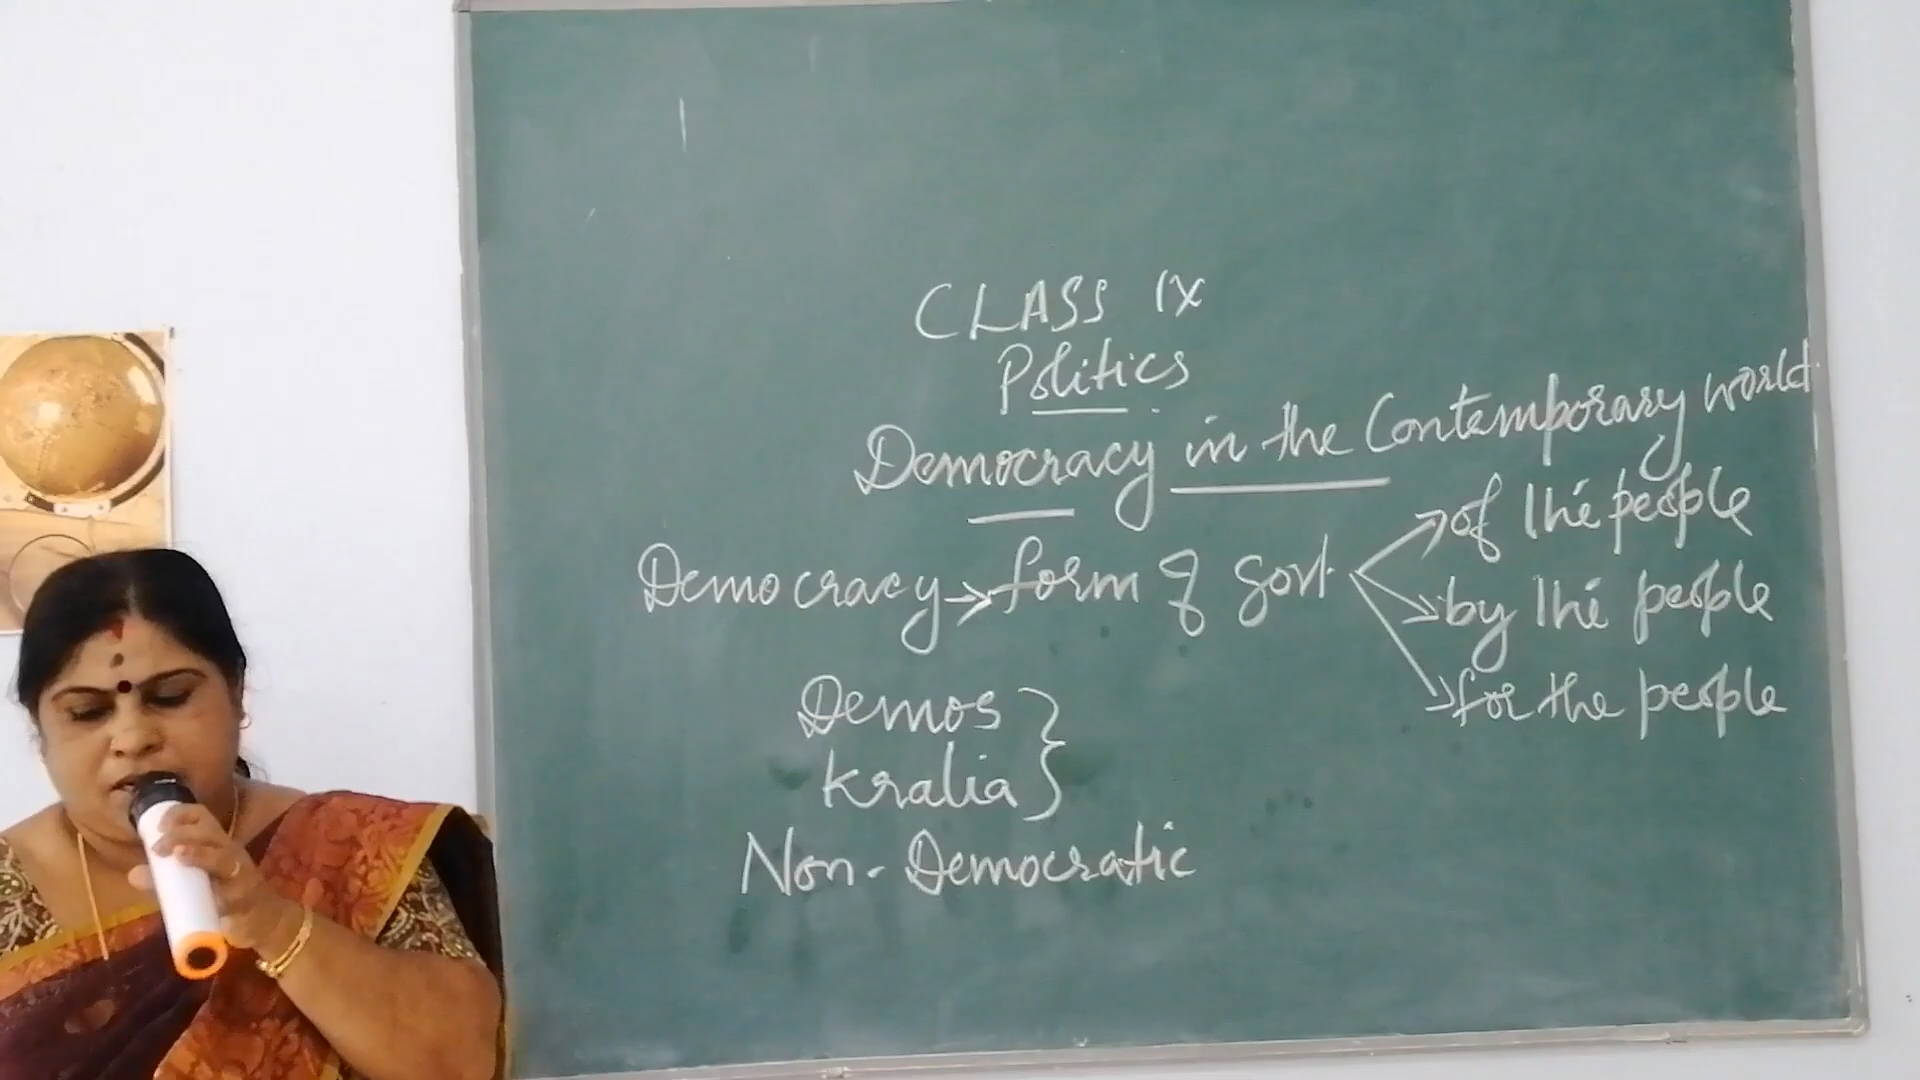 CLASS IX
Politics
Democracy in the Contemporary world
Democracy → form of govt → of the people
→ by the people
→ for the people
Demos
Kralia
Non-Democratic